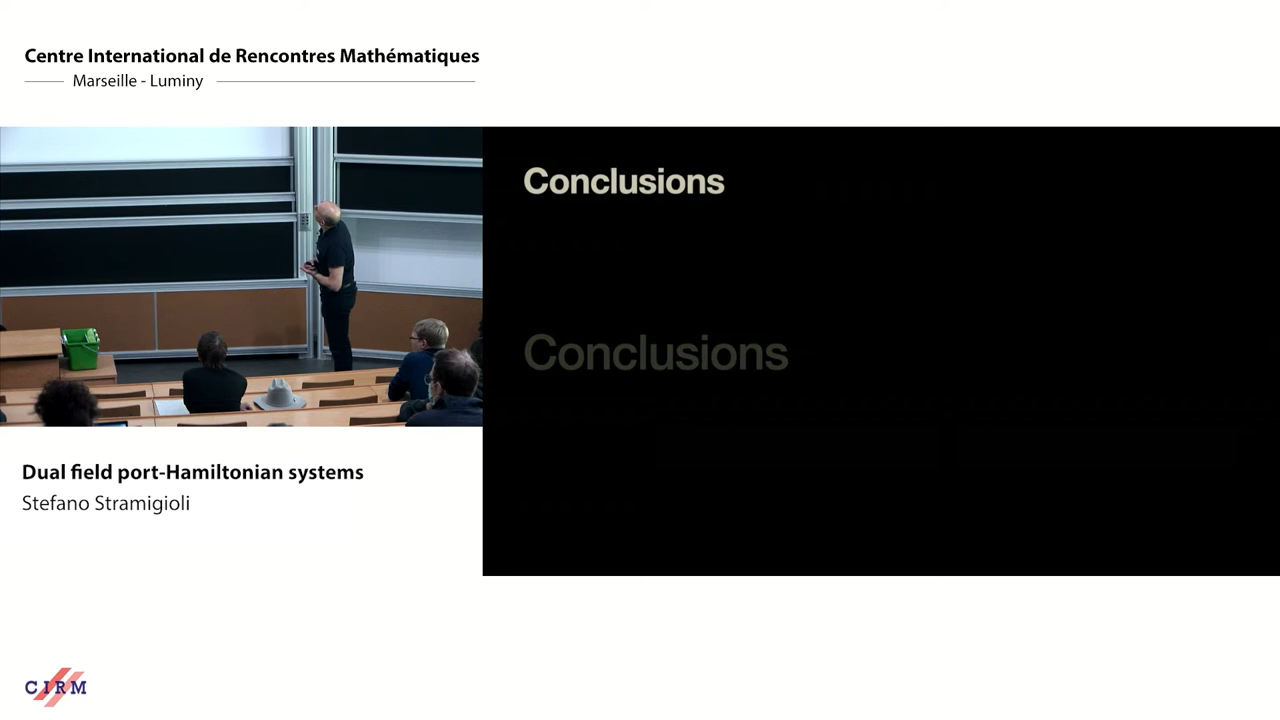 Centre International de Rencontres Mathématiques
Marseille - Luminy
Conclusions
Conclusions
Dual field port-Hamiltonian systems
Stefano Stramigioli
CIRM